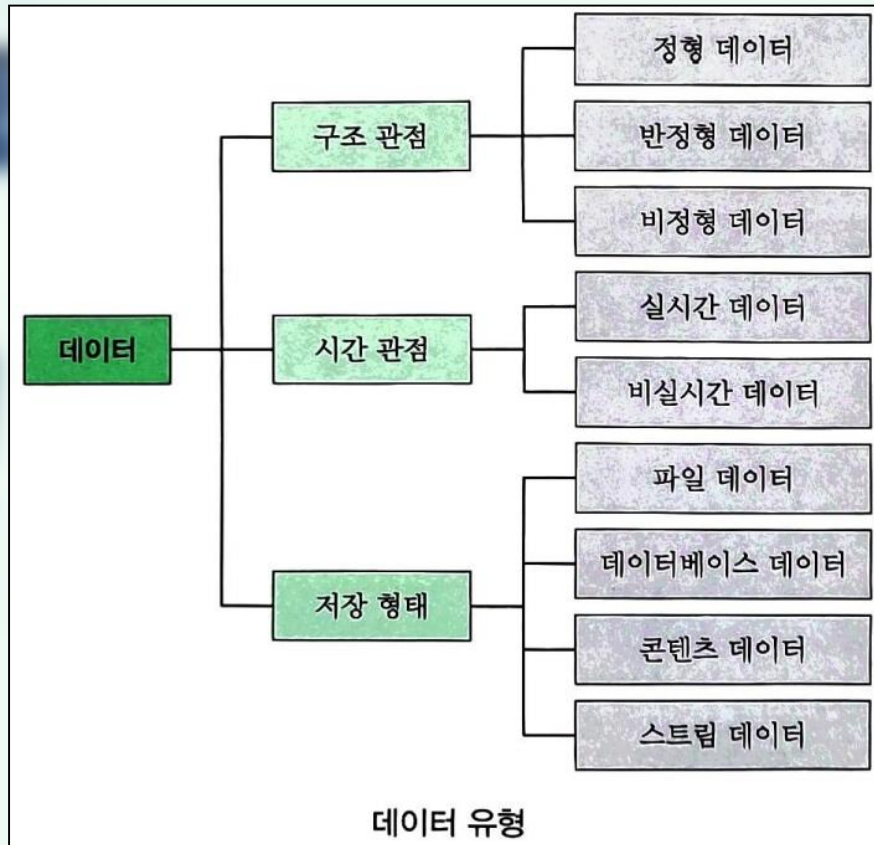 정형 데이터
구조 관점
반정형 데이터
비정형 데이터
데이터
시간 관점
실시간 데이터
비실시간 데이터
저장 형태
파일 데이터
데이터베이스 데이터
콘텐츠 데이터
스트림 데이터
데이터 유형